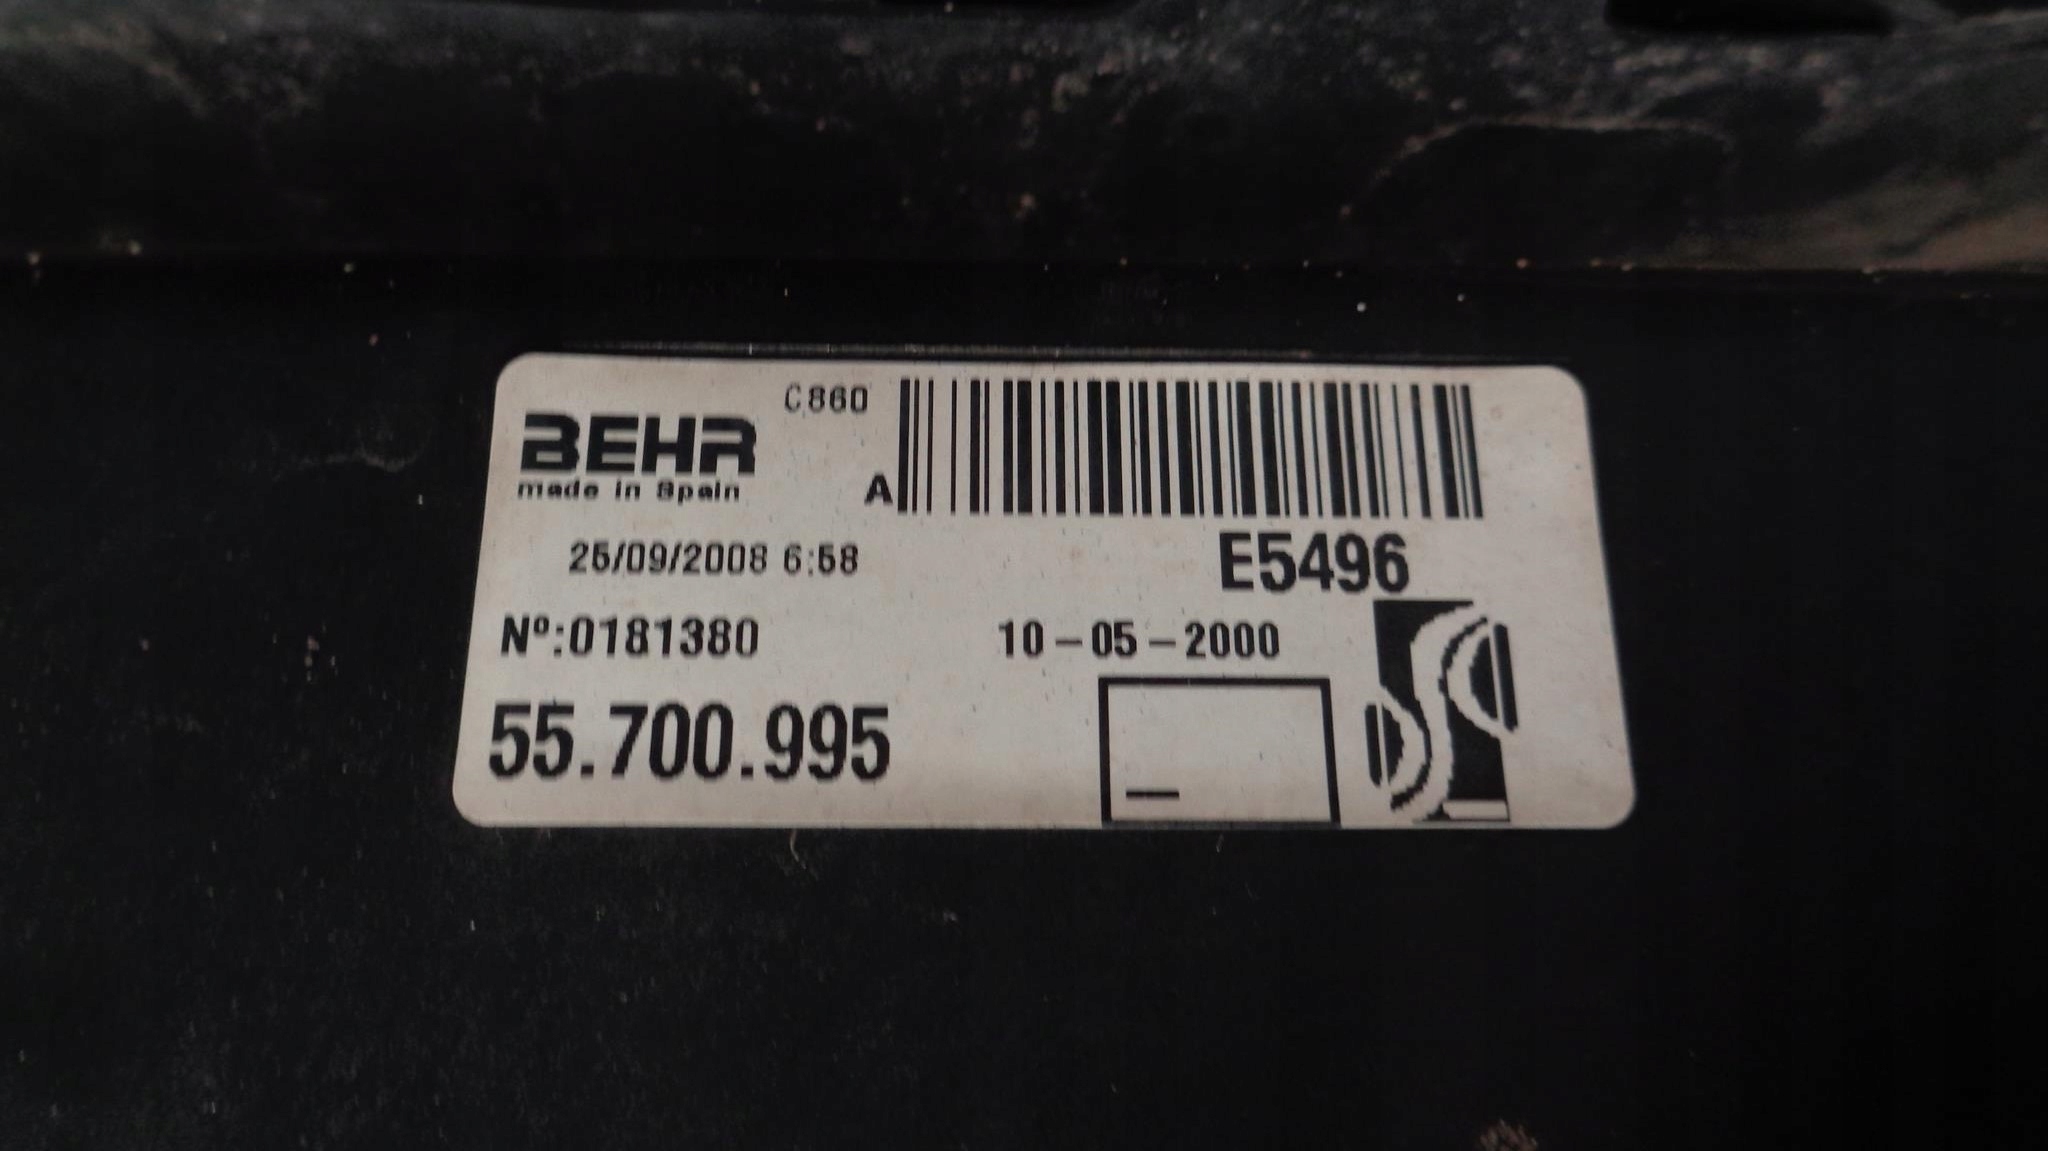 C860
BEHR
made in Spain
A
25/09/2008 6:58
E5496
Nº:0181380
10-05-2000
55.700.995